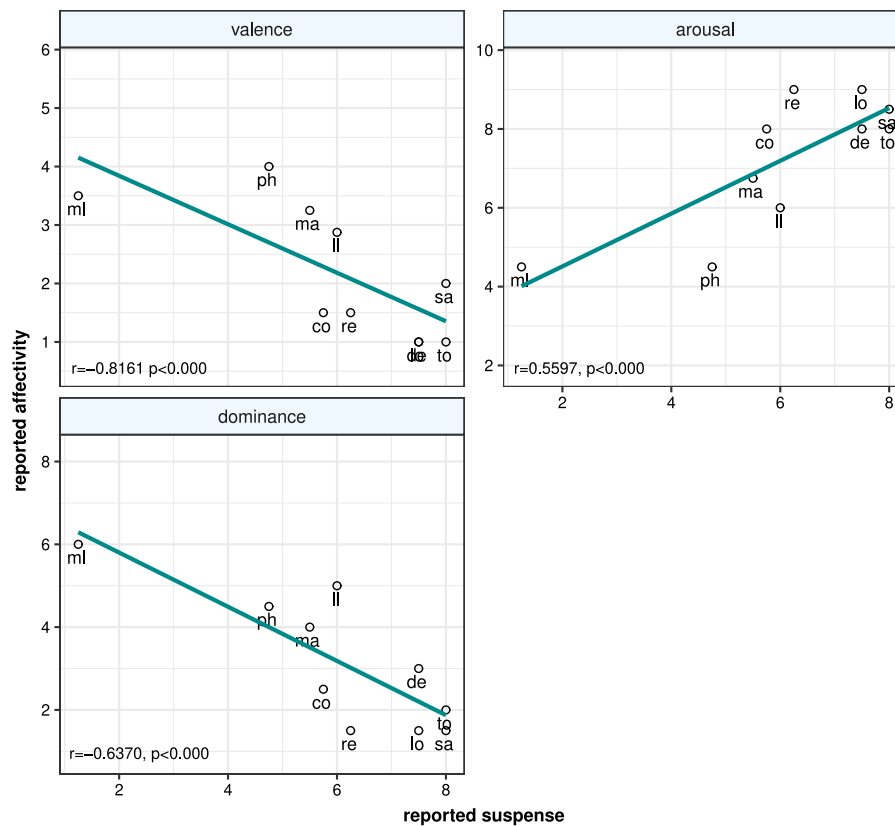 valence
6
5
4
3
2
1
ml
ph
ma
ll
co
re
sa
de
lo
to
r=−0.8161 p<0.000
arousal
10
8
6
4
2
re
lo
co
sa
de
to
ma
ll
ml
ph
r=0.5597, p<0.000
2 4 6 8
dominance
8
6
4
2
ml
ph
ll
ma
de
co
to
re
lo
sa
r=−0.6370, p<0.000
2 4 6 8
reported affectivity
reported suspense